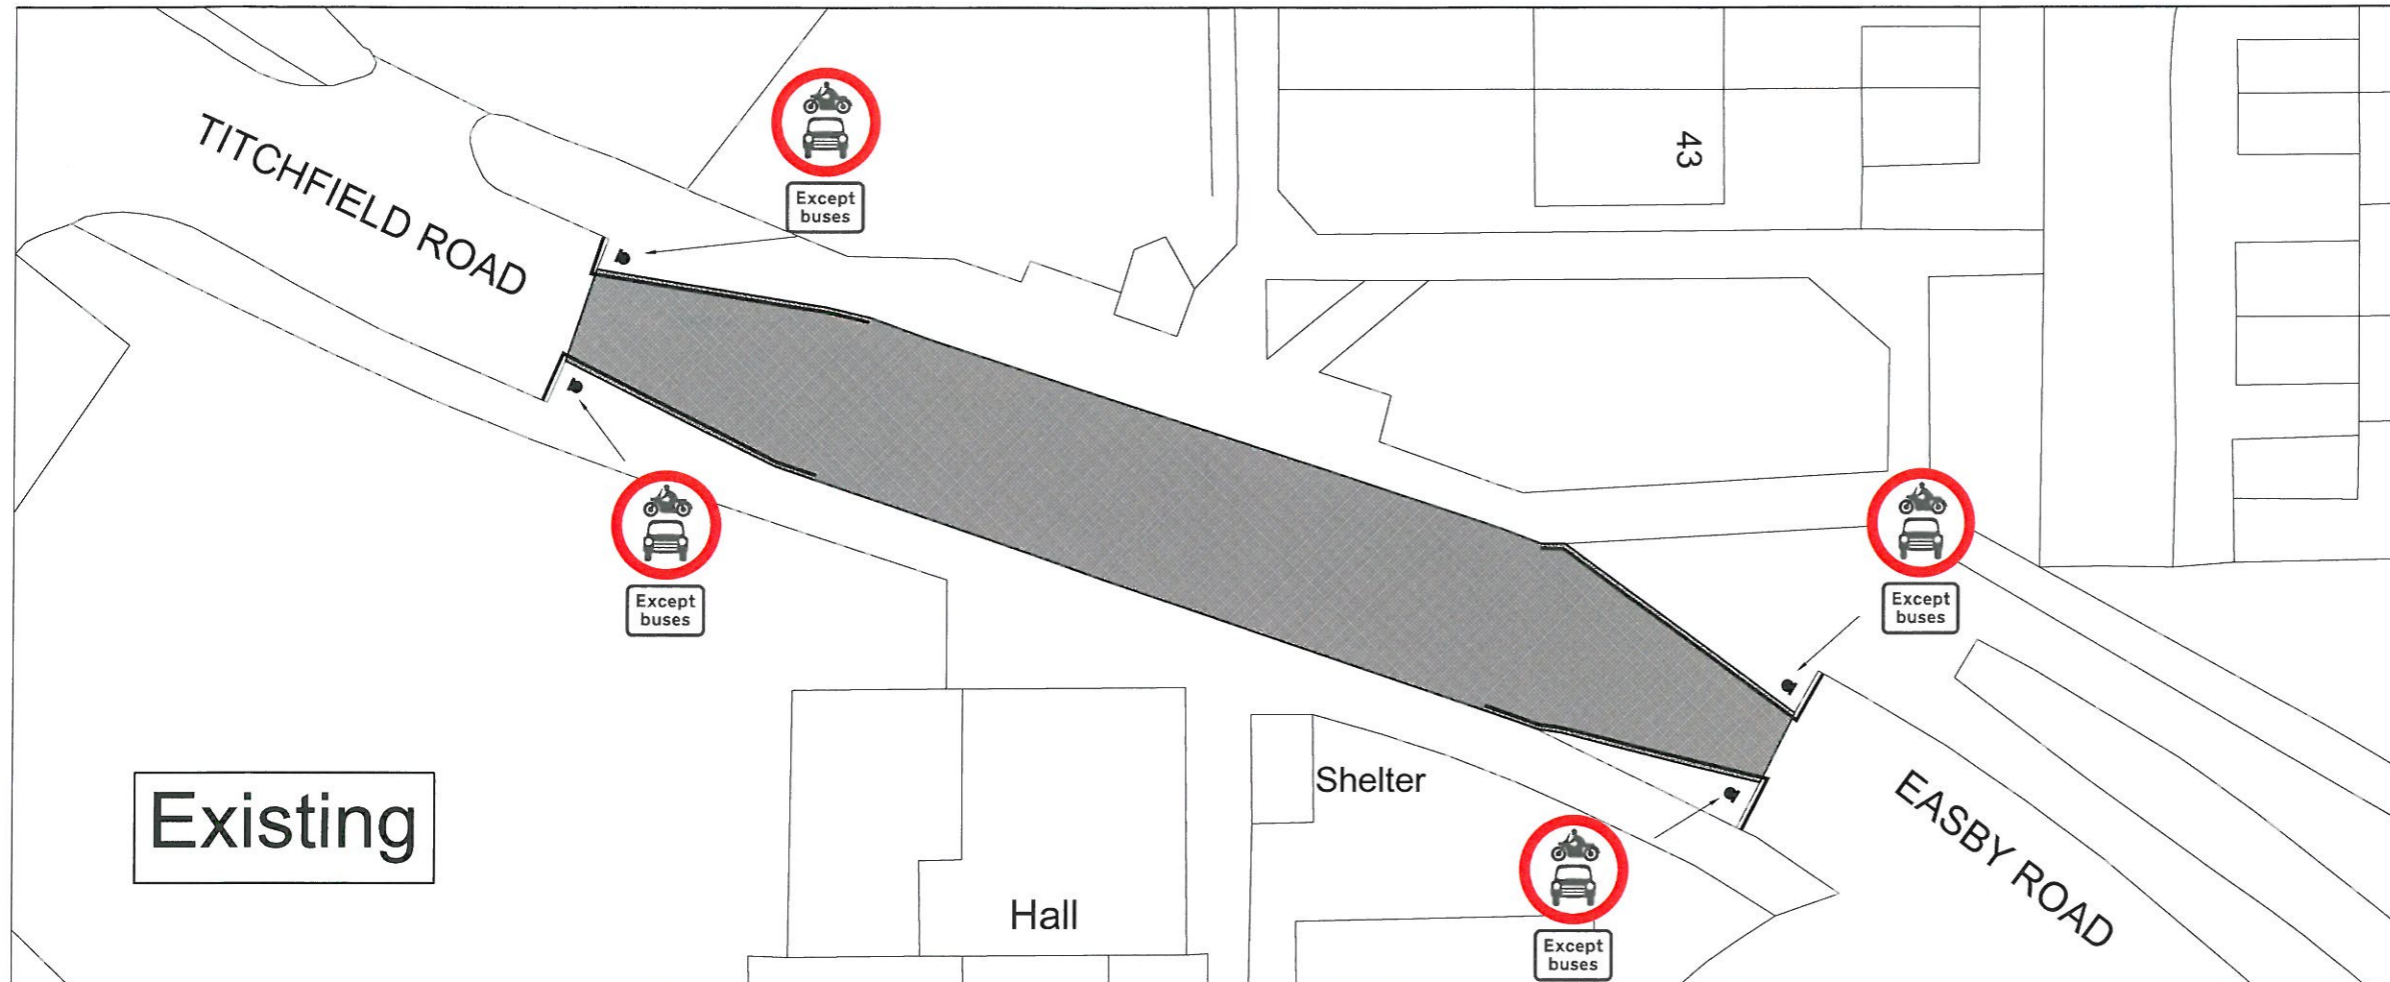 TITCHFIELD ROAD
Except
buses
43
Except
buses
Except
buses
Existing
Shelter
Hall
Except
buses
EASBY ROAD